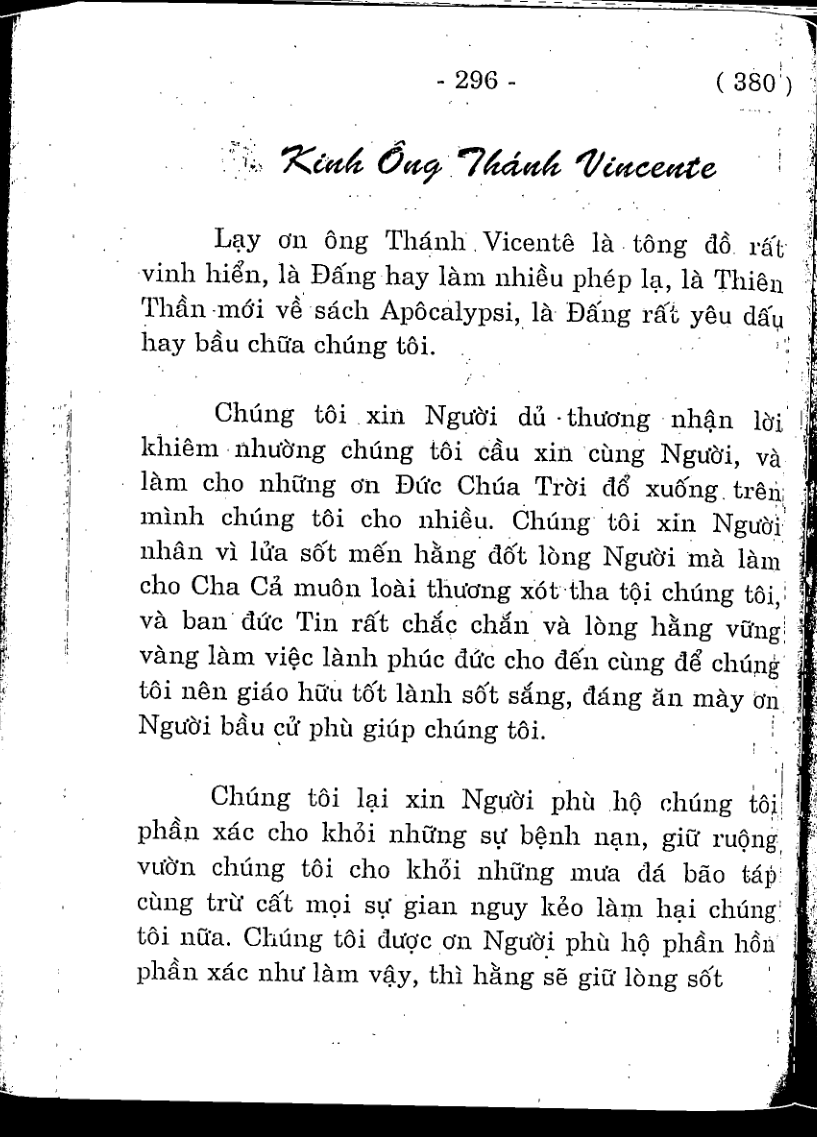 - 296 -
( 380 )
Kinh Ông Thánh Vincente
Lạy ơn ông Thánh Vicentê là tông đồ rất
vinh hiển, là Đấng hay làm nhiều phép lạ, là Thiên
Thần mới về sách Apôcalypsi, là Đấng rất yêu dấu
hay bầu chữa chúng tôi.
Chúng tôi xin Người dủ thương nhận lời
khiêm nhường chúng tôi cầu xin cùng Người, và
làm cho những ơn Đức Chúa Trời đổ xuống trên
mình chúng tôi cho nhiều. Chúng tôi xin Người
nhân vì lửa sốt mến hằng đốt lòng Người mà làm
cho Cha Cả muôn loài thương xót tha tội chúng tôi,
và ban đức Tin rất chắc chắn và lòng hằng vững
vàng làm việc lành phúc đức cho đến cùng để chúng
tôi nên giáo hữu tốt lành sốt sắng, đáng ăn mày ơn
Người bầu cử phù giúp chúng tôi.
Chúng tôi lại xin Người phù hộ chúng tôi
phần xác cho khỏi những sự bệnh nạn, giữ ruộng
vườn chúng tôi cho khỏi những mưa đá bão táp
cùng trừ cất mọi sự gian nguy kẻo làm hại chúng
tôi nữa. Chúng tôi được ơn Người phù hộ phần hồn
phần xác như làm vậy, thì hằng sẽ giữ lòng sốt